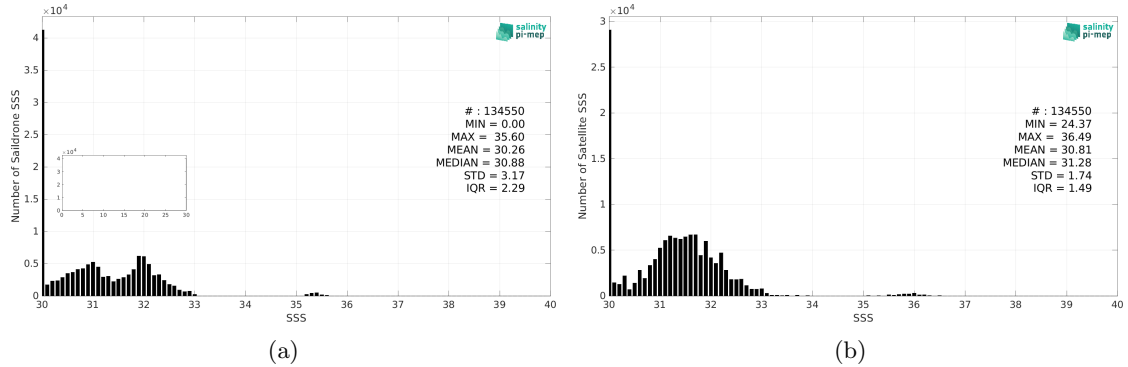 ×10⁴
salinity
pi-mep
4
3.5
3
2.5
2
1.5
1
0.5
0
Number of Saildrone SSS
# : 134550
MIN = 0.00
MAX = 35.60
MEAN = 30.26
MEDIAN = 30.88
STD = 3.17
IQR = 2.29
×10⁴
4
3
2
1
0
0 5 10 15 20 25 30
30 31 32 33 34 35 36 37 38 39 40
SSS
(a)
×10⁴
salinity
pi-mep
3
2.5
2
1.5
1
0.5
0
Number of Satellite SSS
# : 134550
MIN = 24.37
MAX = 36.49
MEAN = 30.81
MEDIAN = 31.28
STD = 1.74
IQR = 1.49
30 31 32 33 34 35 36 37 38 39 40
SSS
(b)